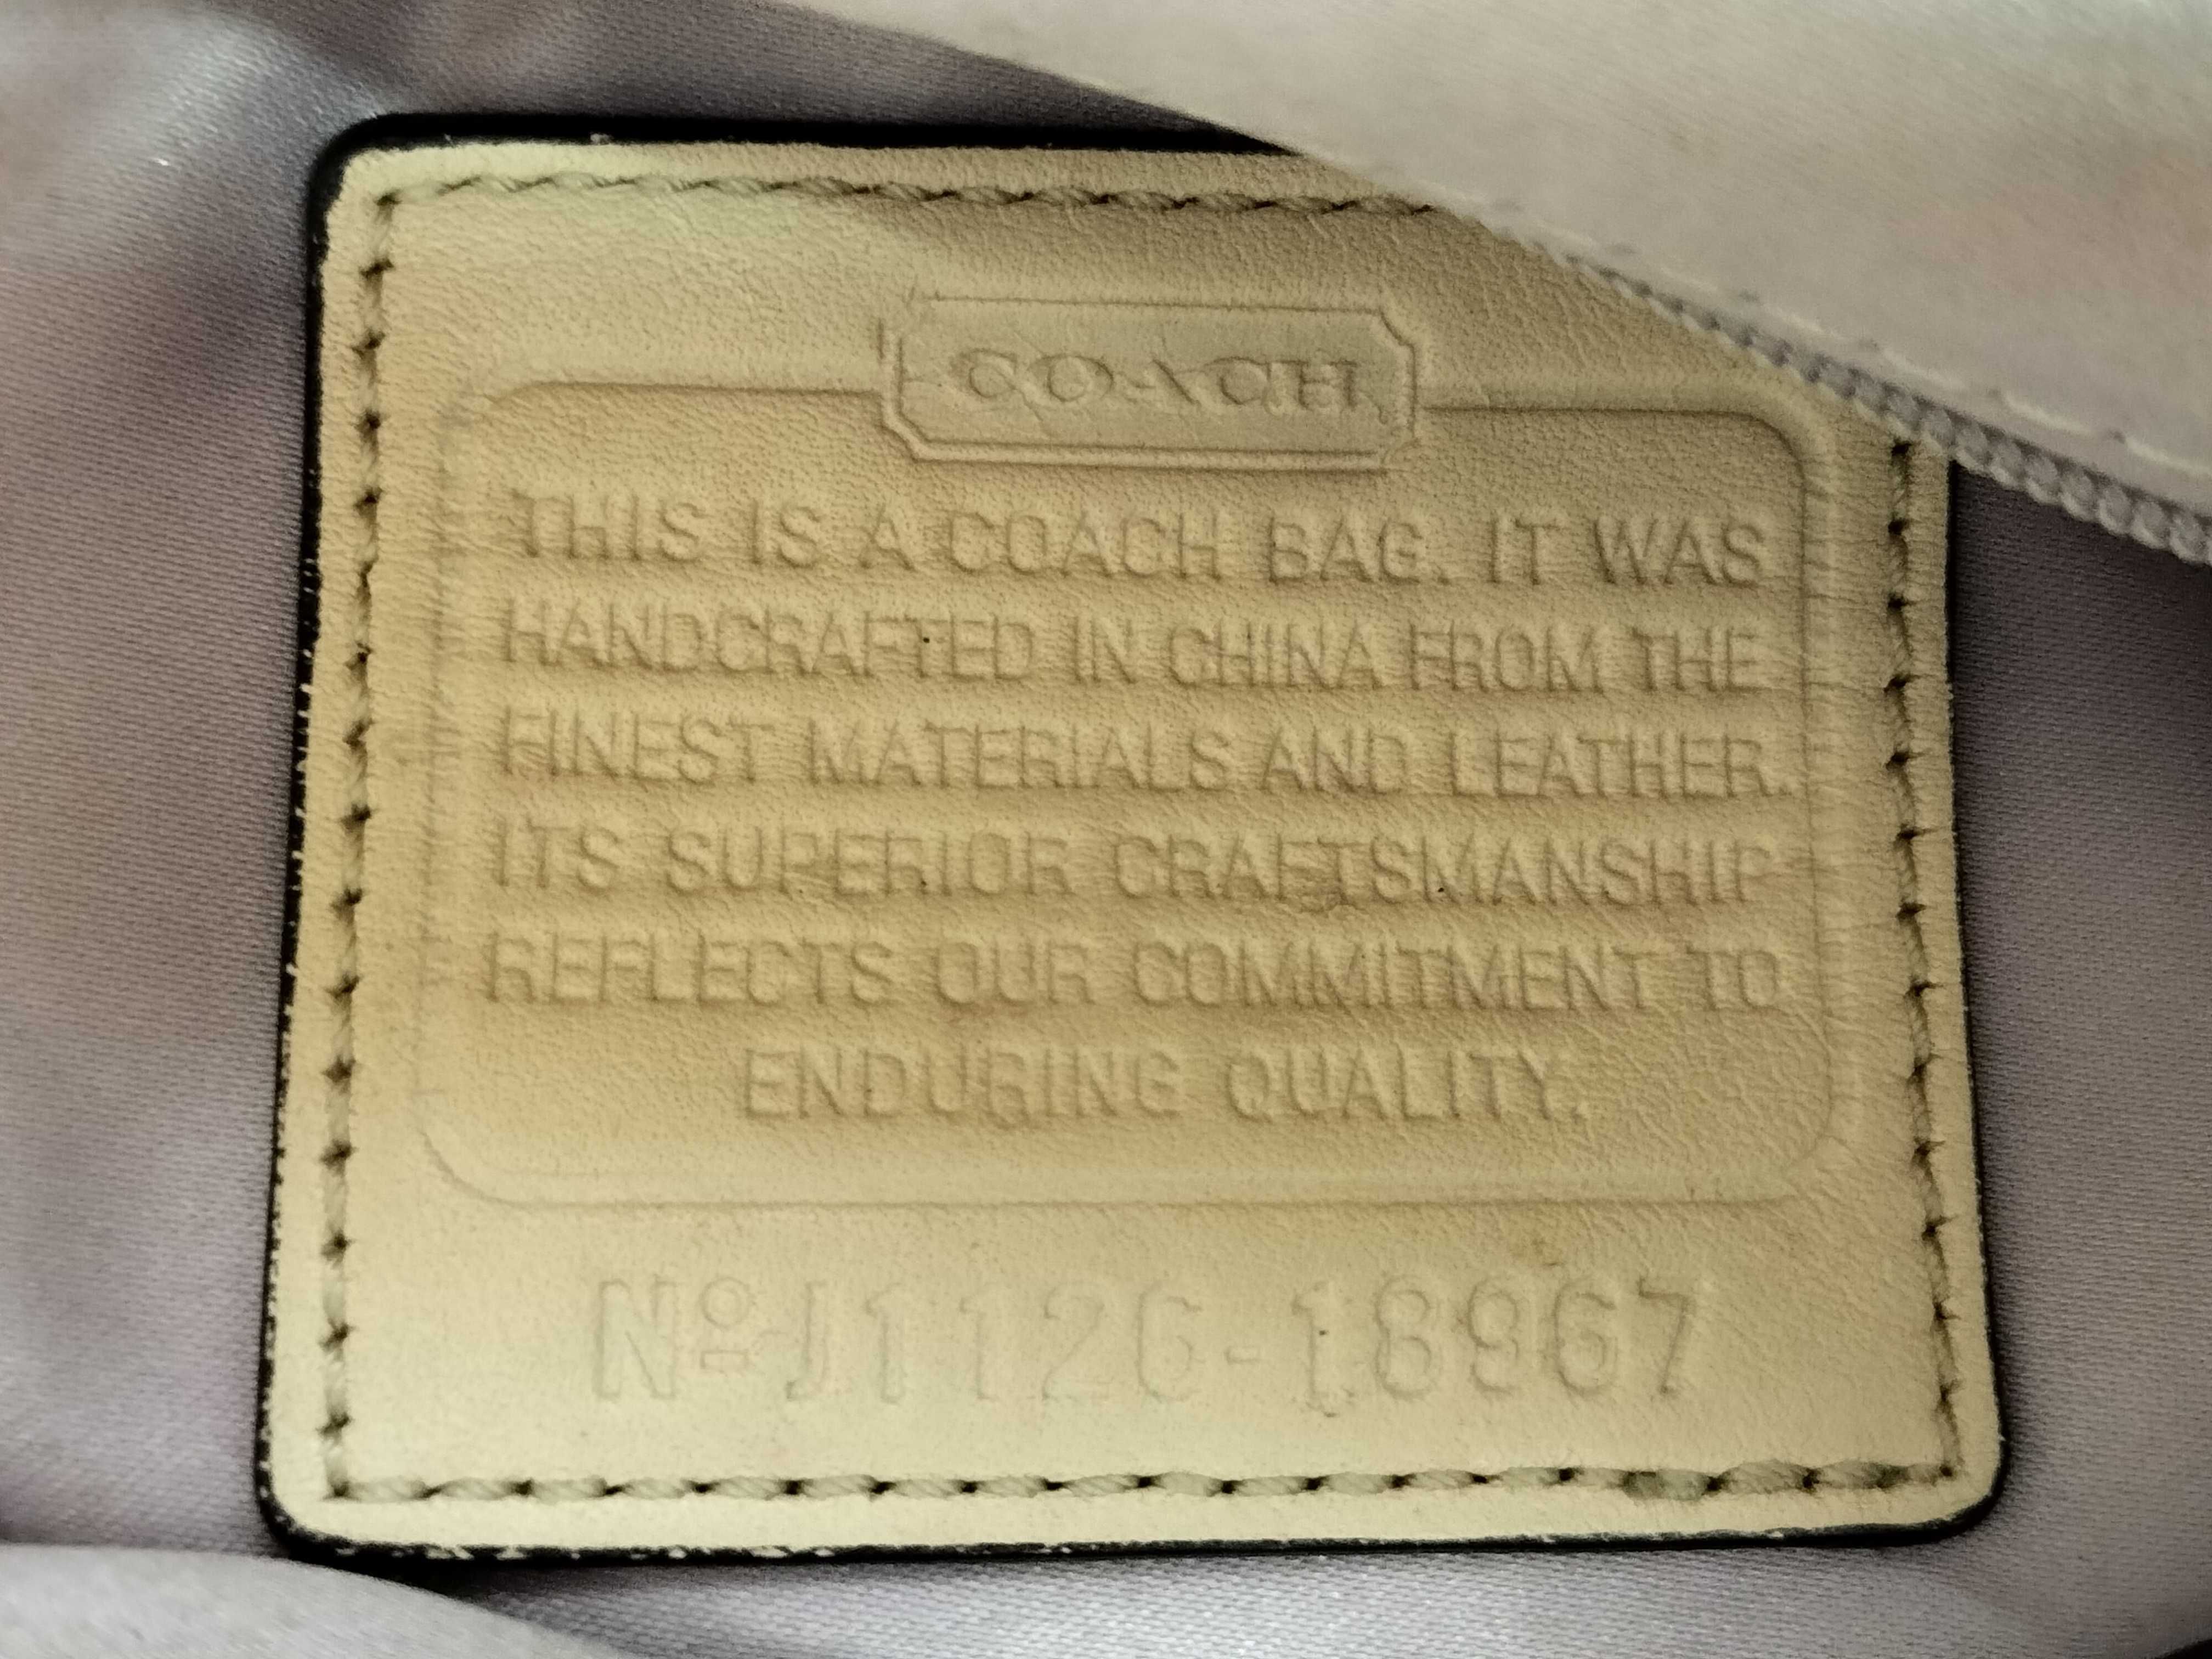 COACH
THIS IS A COACH BAG. IT WAS
HANDCRAFTED IN CHINA FROM THE
FINEST MATERIALS AND LEATHER.
ITS SUPERIOR CRAFTSMANSHIP
REFLECTS OUR COMMITMENT TO
ENDURING QUALITY.
Nº J1126-18967